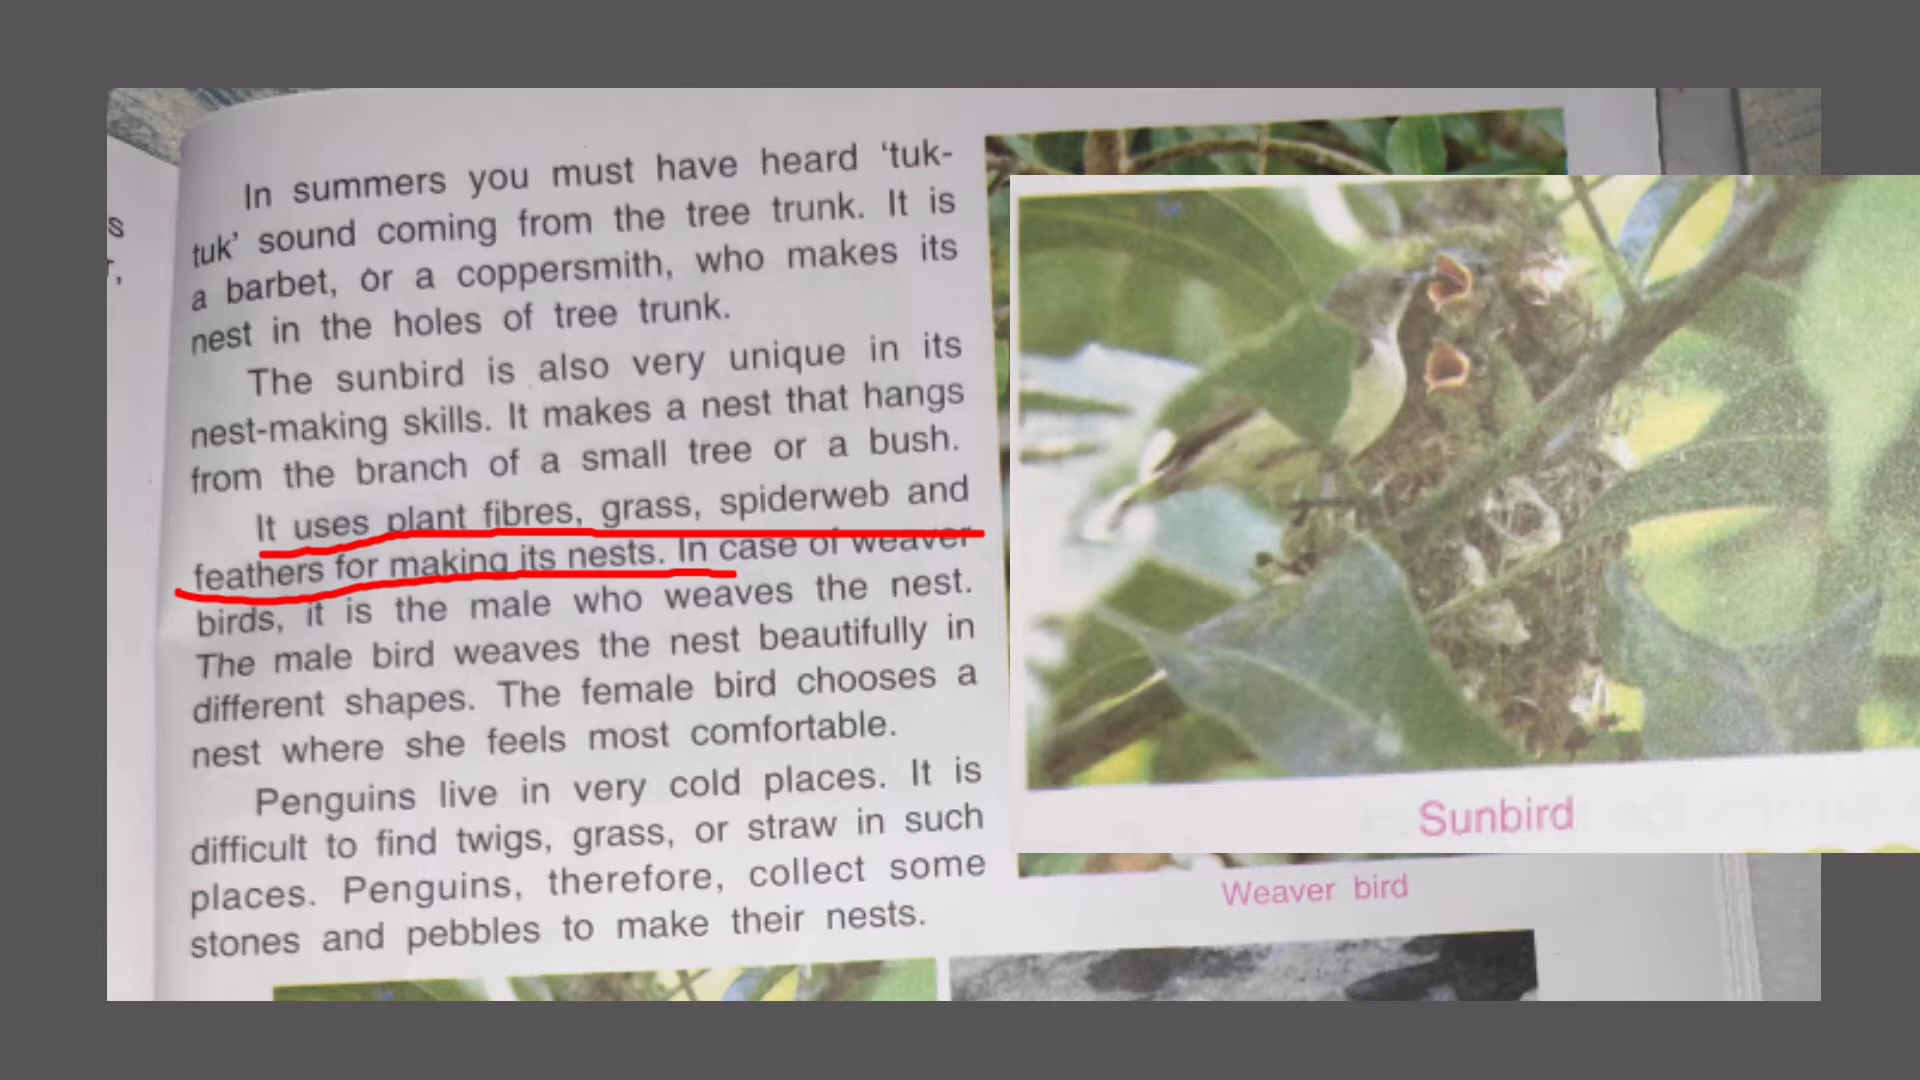 In summers you must have heard ‘tuk-
tuk’ sound coming from the tree trunk. It is
a barbet, or a coppersmith, who makes its
nest in the holes of tree trunk.
The sunbird is also very unique in its
nest-making skills. It makes a nest that hangs
from the branch of a small tree or a bush.
It uses plant fibres, grass, spiderweb and
feathers for making its nests. In case of weaver
birds, it is the male who weaves the nest.
The male bird weaves the nest beautifully in
different shapes. The female bird chooses a
nest where she feels most comfortable.
Penguins live in very cold places. It is
difficult to find twigs, grass, or straw in such
places. Penguins, therefore, collect some
stones and pebbles to make their nests.
Sunbird
Weaver bird